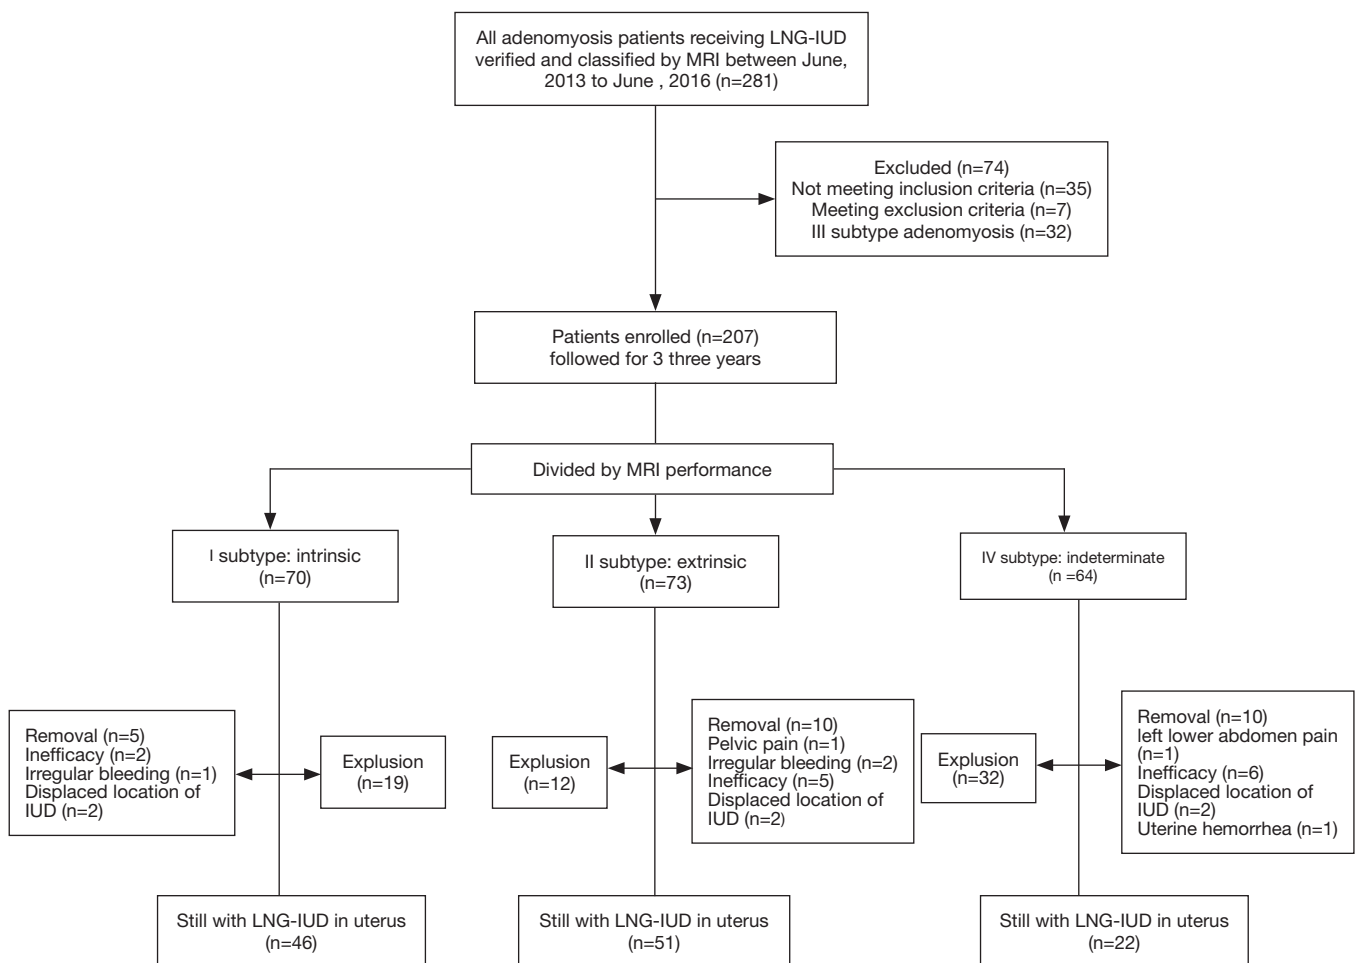 All adenomyosis patients receiving LNG-IUD
verified and classified by MRI between June,
2013 to June , 2016 (n=281)
Excluded (n=74)
Not meeting inclusion criteria (n=35)
Meeting exclusion criteria (n=7)
III subtype adenomyosis (n=32)
Patients enrolled (n=207)
followed for 3 three years
Divided by MRI performance
I subtype: intrinsic
(n=70)
II subtype: extrinsic
(n=73)
IV subtype: indeterminate
(n =64)
Removal (n=5)
Inefficacy (n=2)
Irregular bleeding (n=1)
Displaced location of
IUD (n=2)
Explusion
(n=19)
Explusion
(n=12)
Removal (n=10)
Pelvic pain (n=1)
Irregular bleeding (n=2)
Inefficacy (n=5)
Displaced location of
IUD (n=2)
Explusion
(n=32)
Removal (n=10)
left lower abdomen pain
(n=1)
Inefficacy (n=6)
Displaced location of
IUD (n=2)
Uterine hemorrhea (n=1)
Still with LNG-IUD in uterus
(n=46)
Still with LNG-IUD in uterus
(n=51)
Still with LNG-IUD in uterus
(n=22)